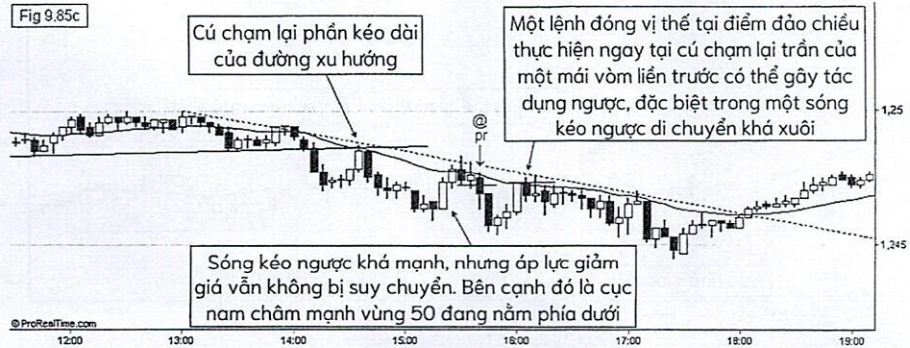 Fig 9.85c
Cú chạm lại phần kéo dài
của đường xu hướng
Một lệnh đóng vị thế tại điểm đảo chiều
thực hiện ngay tại cú chạm lại trần của
một mái vòm liền trước có thể gây tác
dụng ngược, đặc biệt trong một sóng
kéo ngược di chuyển khá xuôi
@
pr
1,25
1,245
Sóng kéo ngược khá mạnh, nhưng áp lực giảm
giá vẫn không bị suy chuyển. Bên cạnh đó là cục
nam châm mạnh vùng 50 đang nằm phía dưới
© ProRealTime.com
12:00 13:00 14:00 15:00 16:00 17:00 18:00 19:00